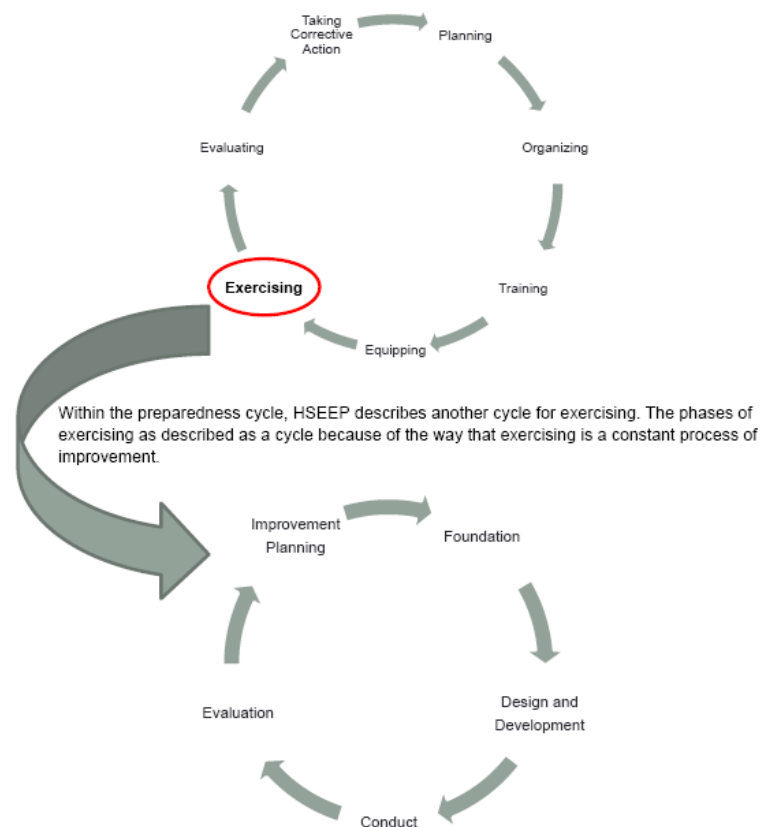 Taking
Corrective
Action
Planning
Organizing
Training
Equipping
Exercising
Evaluating
Within the preparedness cycle, HSEEP describes another cycle for exercising. The phases of
exercising as described as a cycle because of the way that exercising is a constant process of
improvement.
Improvement
Planning
Foundation
Design and
Development
Conduct
Evaluation